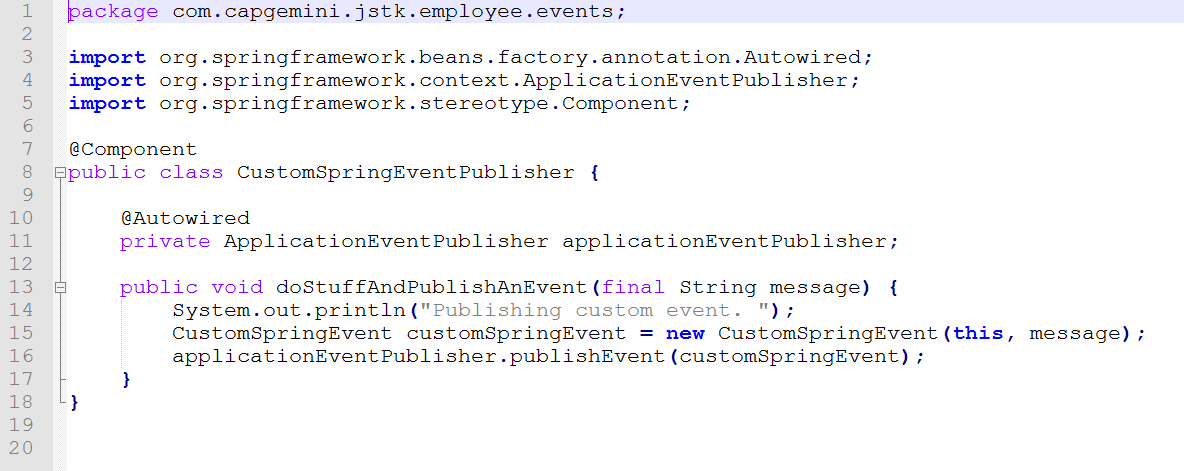 1 package com.capgemini.jstk.employee.events;
2
3 import org.springframework.beans.factory.annotation.Autowired;
4 import org.springframework.context.ApplicationEventPublisher;
5 import org.springframework.stereotype.Component;
6
7 @Component
8 public class CustomSpringEventPublisher {
9
10     @Autowired
11     private ApplicationEventPublisher applicationEventPublisher;
12
13     public void doStuffAndPublishAnEvent(final String message) {
14         System.out.println("Publishing custom event. ");
15         CustomSpringEvent customSpringEvent = new CustomSpringEvent(this, message);
16         applicationEventPublisher.publishEvent(customSpringEvent);
17     }
18 }
19
20